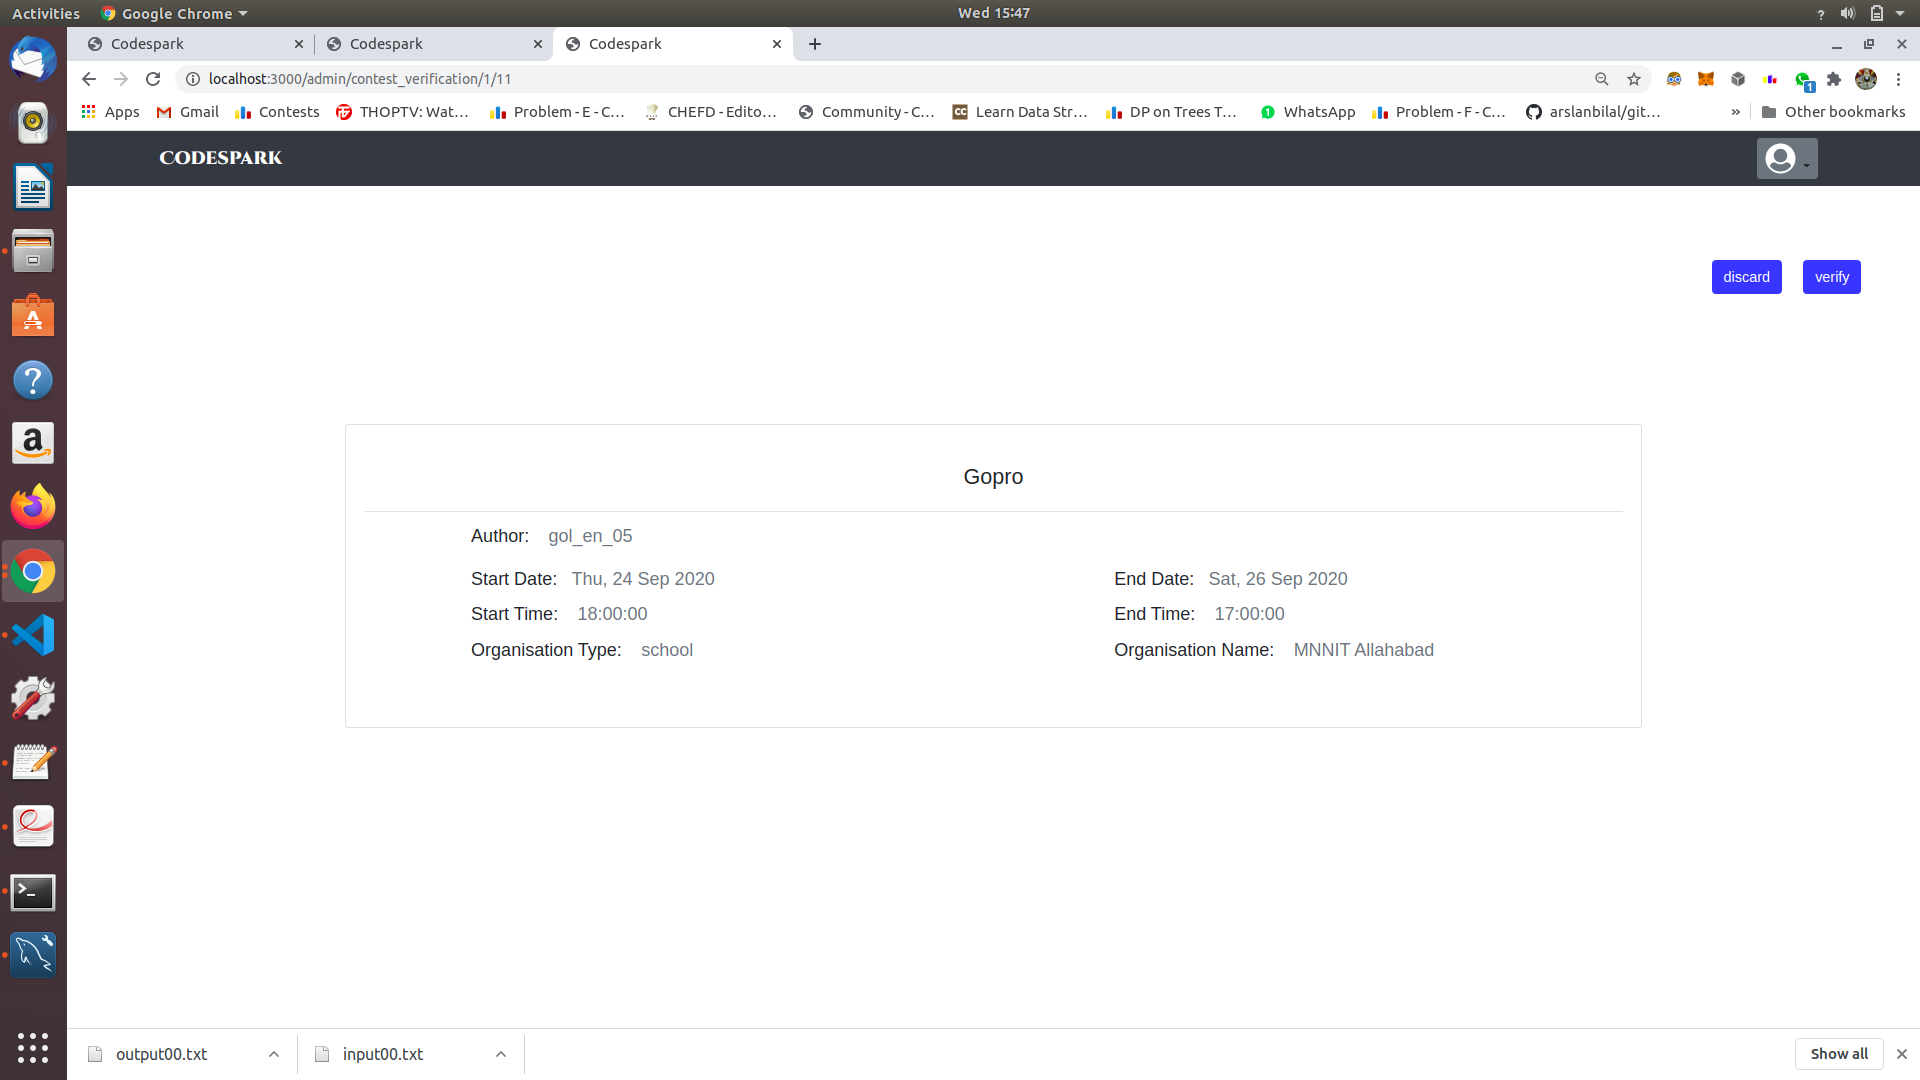 Activities Google Chrome Wed 15:47 ?
Codespark Codespark Codespark
localhost:3000/admin/contest_verification/1/11 1
Apps Gmail Contests THOPTV: Wat... Problem - E - C... CHEFD - Edito... Community - C... CC Learn Data Str... DP on Trees T... 1 WhatsApp Problem - F - C... arslanbilal/git... » Other bookmarks
CODESPARK
discard verify
Gopro
Author: gol_en_05
Start Date: Thu, 24 Sep 2020 End Date: Sat, 26 Sep 2020
Start Time: 18:00:00 End Time: 17:00:00
Organisation Type: school Organisation Name: MNNIT Allahabad
output00.txt input00.txt Show all